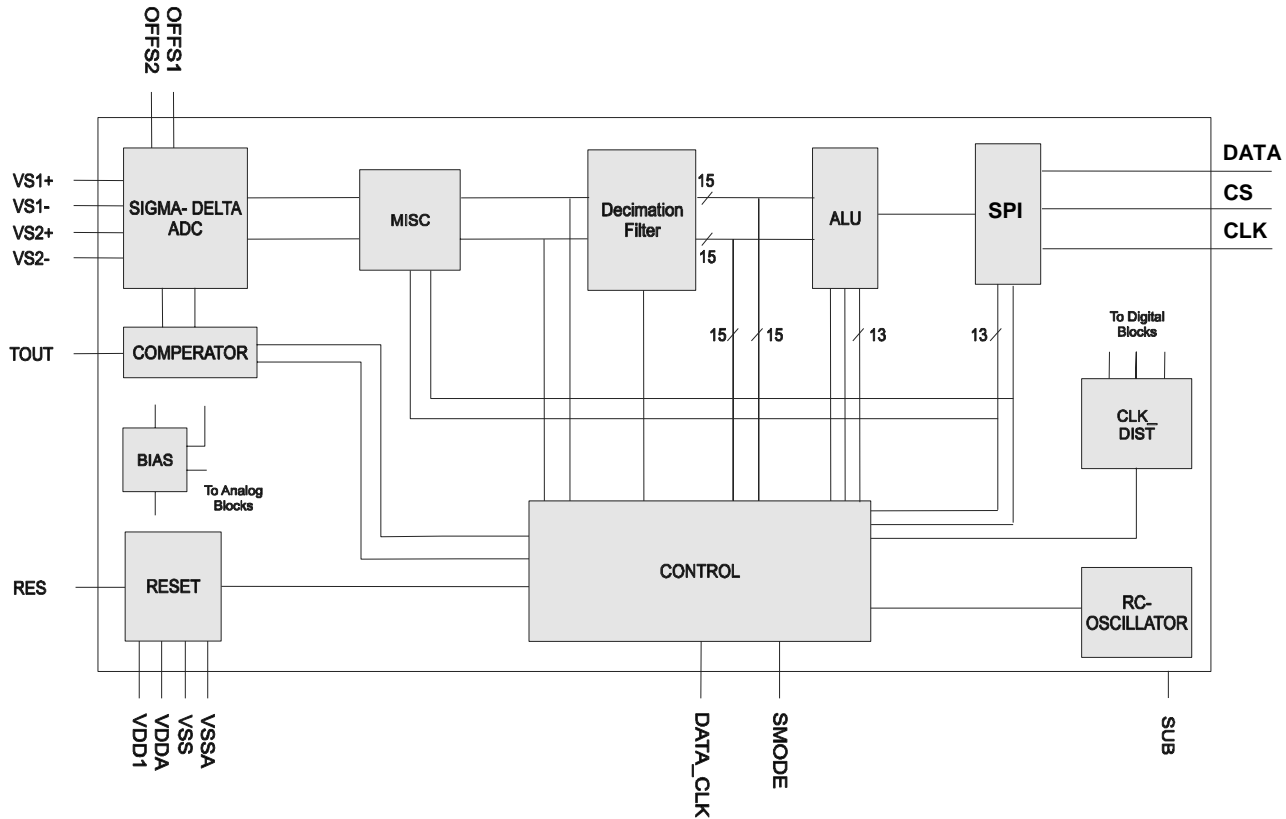 OFFS2
OFFS1
VS1+
VS1-
VS2+
VS2-
SIGMA- DELTA
ADC
MISC
15
15
Decimation
Filter
ALU
SPI
DATA
CS
CLK
TOUT
COMPERATOR
15
15
13
13
To Digital
Blocks
CLK_
DIST
BIAS
To Analog
Blocks
RES
RESET
CONTROL
RC-
OSCILLATOR
VDD1
VDDA
VSS
VSSA
DATA_CLK
SMODE
SUB